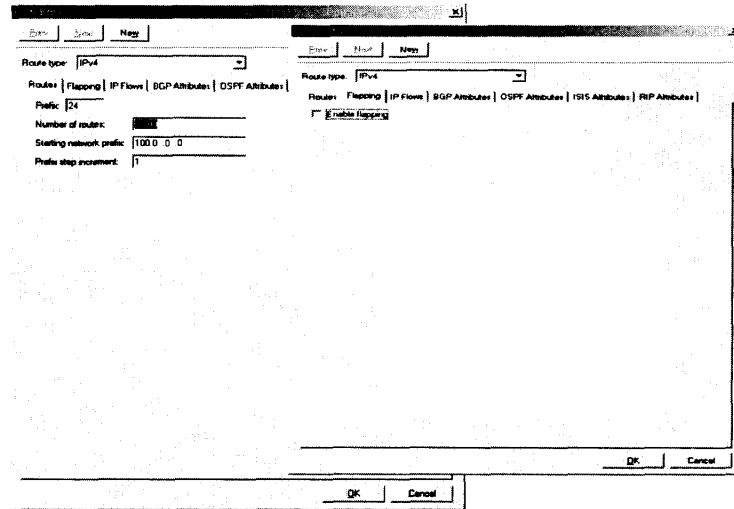 Prev Next New
Route type: IPv4
Routes Flapping IP Flows BGP Attributes OSPF Attributes
Prefix: 24
Number of routes:
Starting network prefix: 100.0 .0 .0
Prefix step increment: 1
OK Cancel
Prev Next New
Route type: IPv4
Routes Flapping IP Flows BGP Attributes OSPF Attributes ISIS Attributes RIP Attributes
Enable flapping
OK Cancel